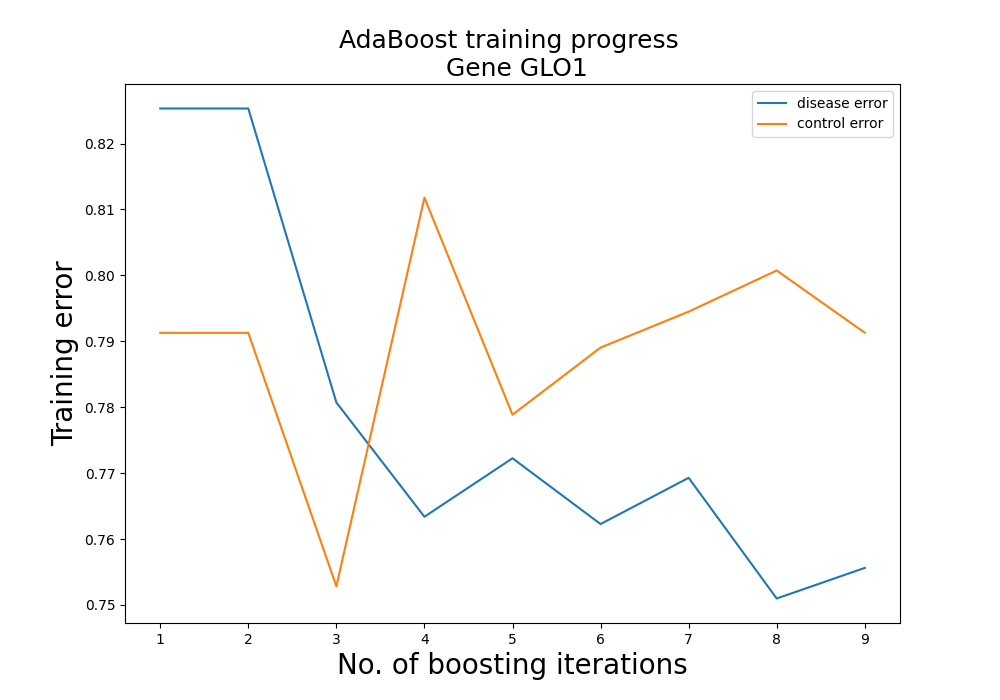 AdaBoost training progress
Gene GLO1
disease error
control error
0.82
0.81
0.80
0.79
0.78
0.77
0.76
0.75
Training error
1 2 3 4 5 6 7 8 9
No. of boosting iterations